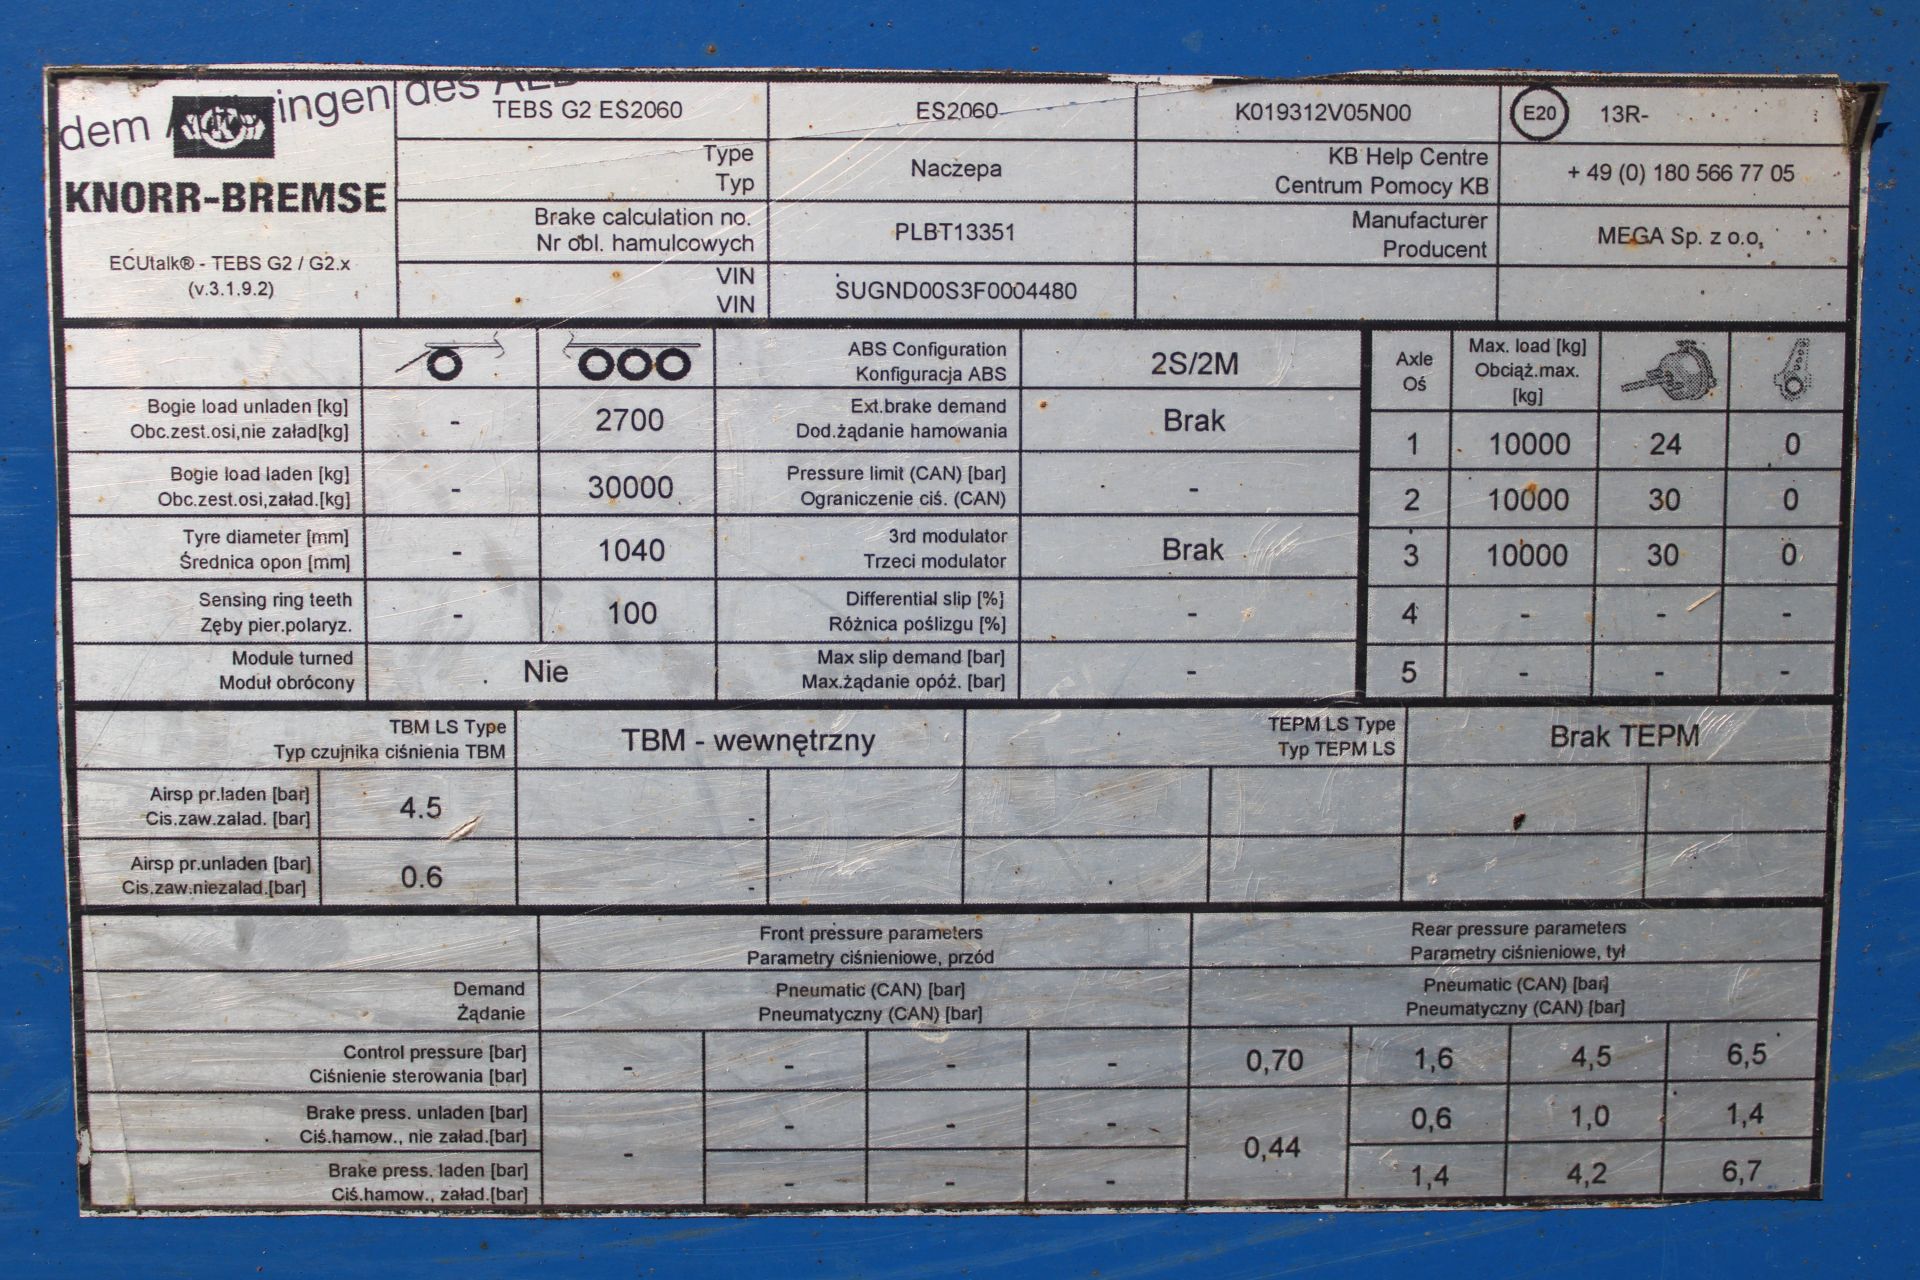 dem
ringen des ALB
KNORR-BREMSE
ECUtalk® - TEBS G2 / G2.x
(v.3.1.9.2)
TEBS G2 ES2060 ES2060 K019312V05N00 E20 13R-
Type
Typ
Naczepa
KB Help Centre
Centrum Pomocy KB
+ 49 (0) 180 566 77 05
Brake calculation no.
Nr obl. hamulcowych
PLBT13351
Manufacturer
Producent
MEGA Sp. z o.o,
VIN
VIN
SUGND00S3F0004480
ABS Configuration
Konfiguracja ABS
2S/2M
Bogie load unladen [kg]
Obc.zest.osi,nie załad[kg]
- 2700
Ext.brake demand
Dod.żądanie hamowania
Brak
Bogie load laden [kg]
Obc.zest.osi,załad.[kg]
- 30000
Pressure limit (CAN) [bar]
Ograniczenie ciś. (CAN)
-
Tyre diameter [mm]
Średnica opon [mm]
- 1040
3rd modulator
Trzeci modulator
Brak
Sensing ring teeth
Zęby pier.polaryz.
- 100
Differential slip [%]
Różnica poślizgu [%]
-
Module turned
Moduł obrócony
Nie
Max slip demand [bar]
Max.żądanie opóź. [bar]
-
Axle
Oś
Max. load [kg]
Obciąż.max.
[kg]
1 10000 24 0
2 10000 30 0
3 10000 30 0
4 - - -
5 - - -
TBM LS Type
Typ czujnika ciśnienia TBM
TBM - wewnętrzny
TEPM LS Type
Typ TEPM LS
Brak TEPM
Airsp pr.laden [bar]
Cis.zaw.zalad. [bar]
4.5 -
Airsp pr.unladen [bar]
Cis.zaw.niezalad.[bar]
0.6 -
Front pressure parameters
Parametry ciśnieniowe, przód
Rear pressure parameters
Parametry ciśnieniowe, tył
Demand
Żądanie
Pneumatic (CAN) [bar]
Pneumatyczny (CAN) [bar]
Pneumatic (CAN) [bar]
Pneumatyczny (CAN) [bar]
Control pressure [bar]
Ciśnienie sterowania [bar]
- - - - 0,70 1,6 4,5 6,5
Brake press. unladen [bar]
Ciś.hamow., nie załad.[bar]
- - - - 0,44 0,6 1,0 1,4
Brake press. laden [bar]
Ciś.hamow., załad.[bar]
- - - 1,4 4,2 6,7